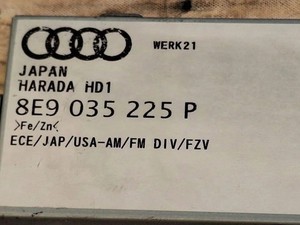 WERK21
JAPAN
HARADA HD1
8E9 035 225 P
>Fe/Zn<
ECE/JAP/USA-AM/FM DIV/FZV